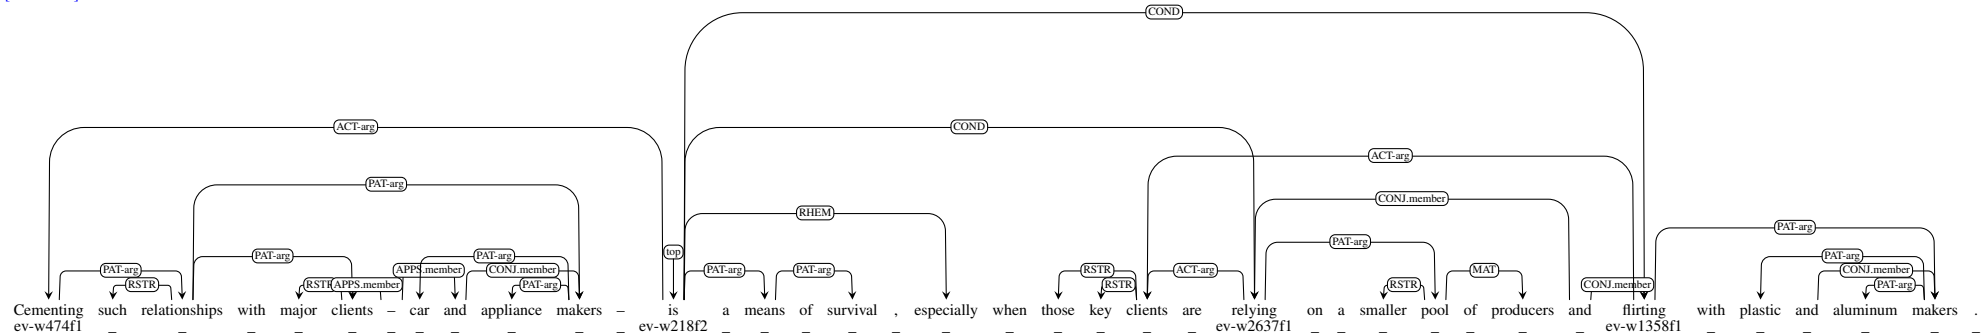 COND
ACT-arg COND
ACT-arg
PAT-arg
CONJ.member
RHEM
PAT-arg
PAT-arg
top
PAT-arg PAT-arg PAT-arg
PAT-arg APPS.member CONJ.member PAT-arg PAT-arg RSTR ACT-arg MAT CONJ.member
RSTR RSTR APPS.member PAT-arg RSTR RSTR CONJ.member PAT-arg
Cementing such relationships with major clients – car and appliance makers – is a means of survival , especially when those key clients are relying on a smaller pool of producers and flirting with plastic and aluminum makers .
ev-w474f1 _ _ _ _ _ _ _ _ _ _ _ ev-w218f2 _ _ _ _ _ _ _ _ _ _ _ ev-w2637f1 _ _ _ _ _ _ _ ev-w1358f1 _ _ _ _ _ _